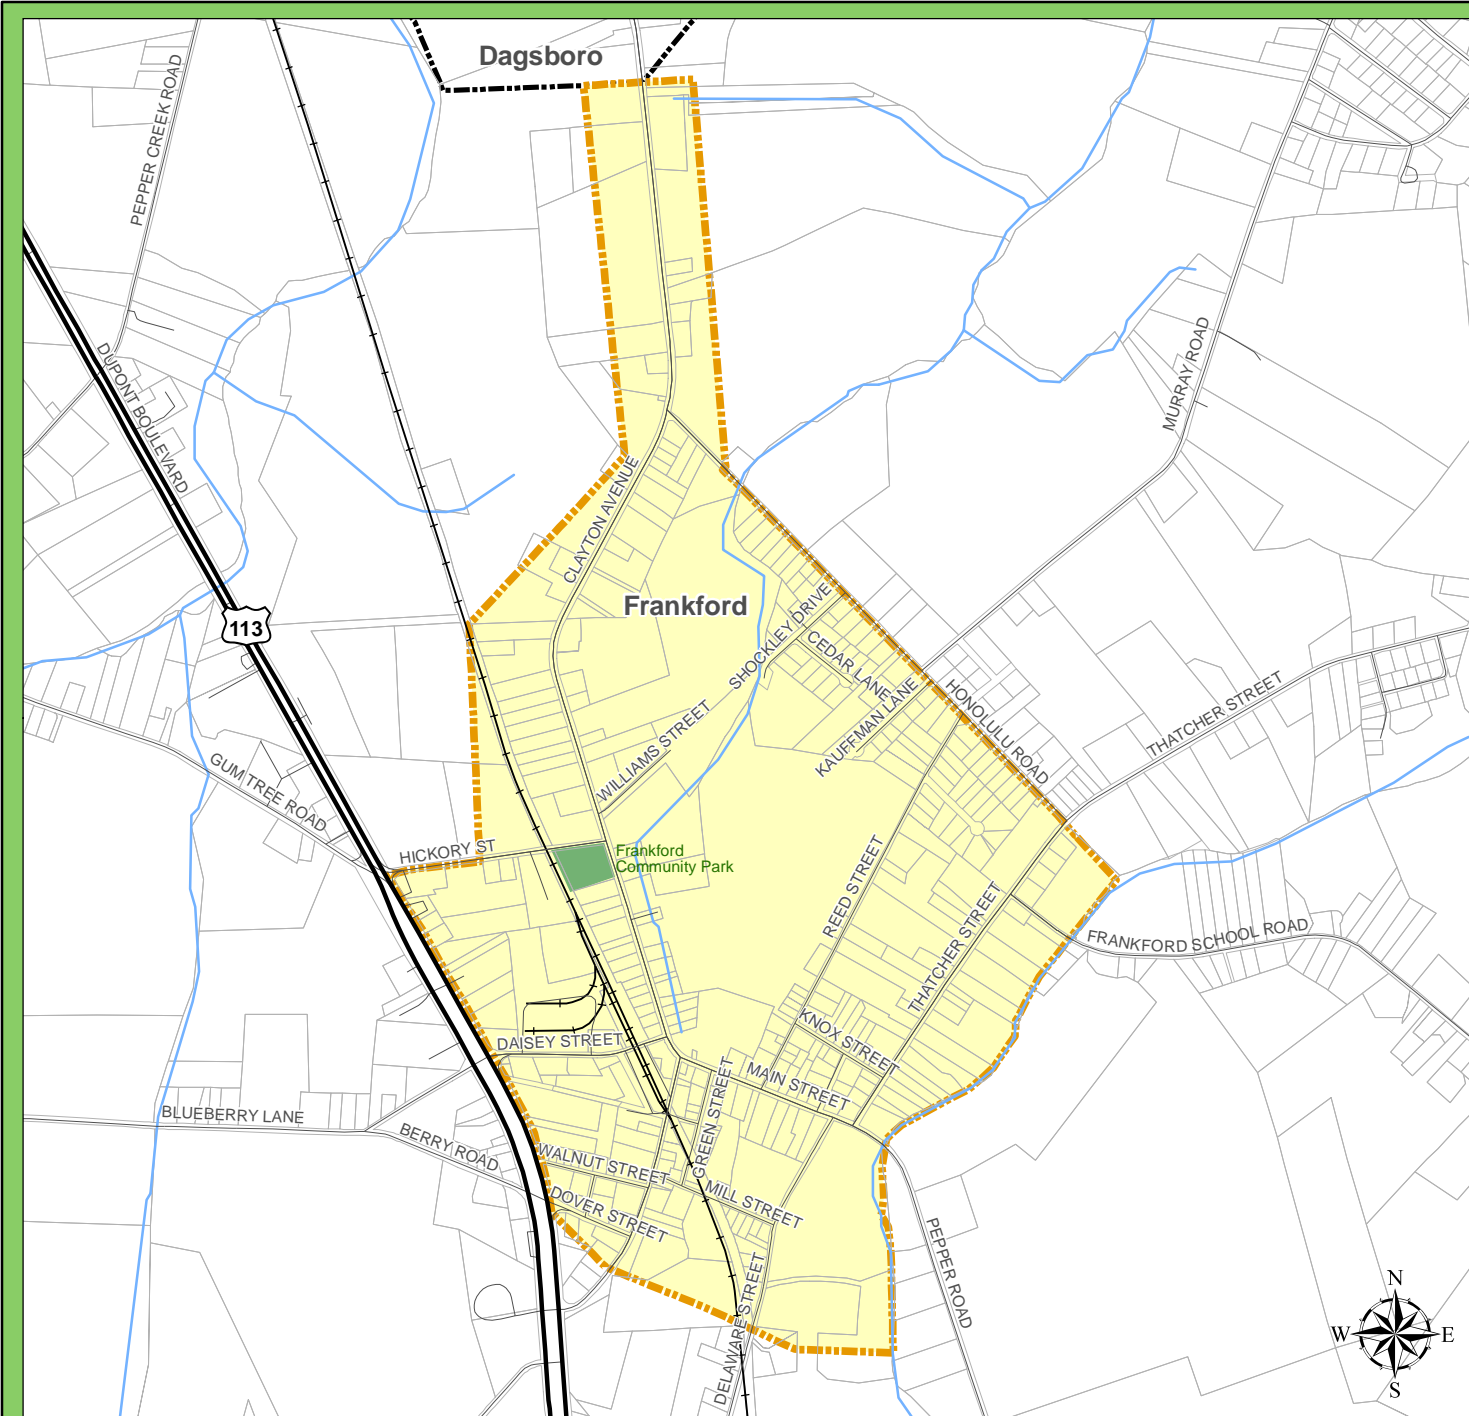 Dagsboro
PEPPER CREEK ROAD
DUPONT BOULEVARD
MURRAY ROAD
CLAYTON AVENUE
Frankford
SHOCKLEY DRIVE
CEDAR LANE
KAUFFMAN LANE
HONOLULU ROAD
THATCHER STREET
113
WILLIAMS STREET
GUM TREE ROAD
HICKORY ST
Frankford
Community Park
REED STREET
THATCHER STREET
FRANKFORD SCHOOL ROAD
DAISEY STREET
KNOX STREET
MAIN STREET
GREEN STREET
BLUEBERRY LANE
BERRY ROAD
WALNUT STREET
MILL STREET
DOVER STREET
PEPPER ROAD
DELAWARE STREET
N
W E
S